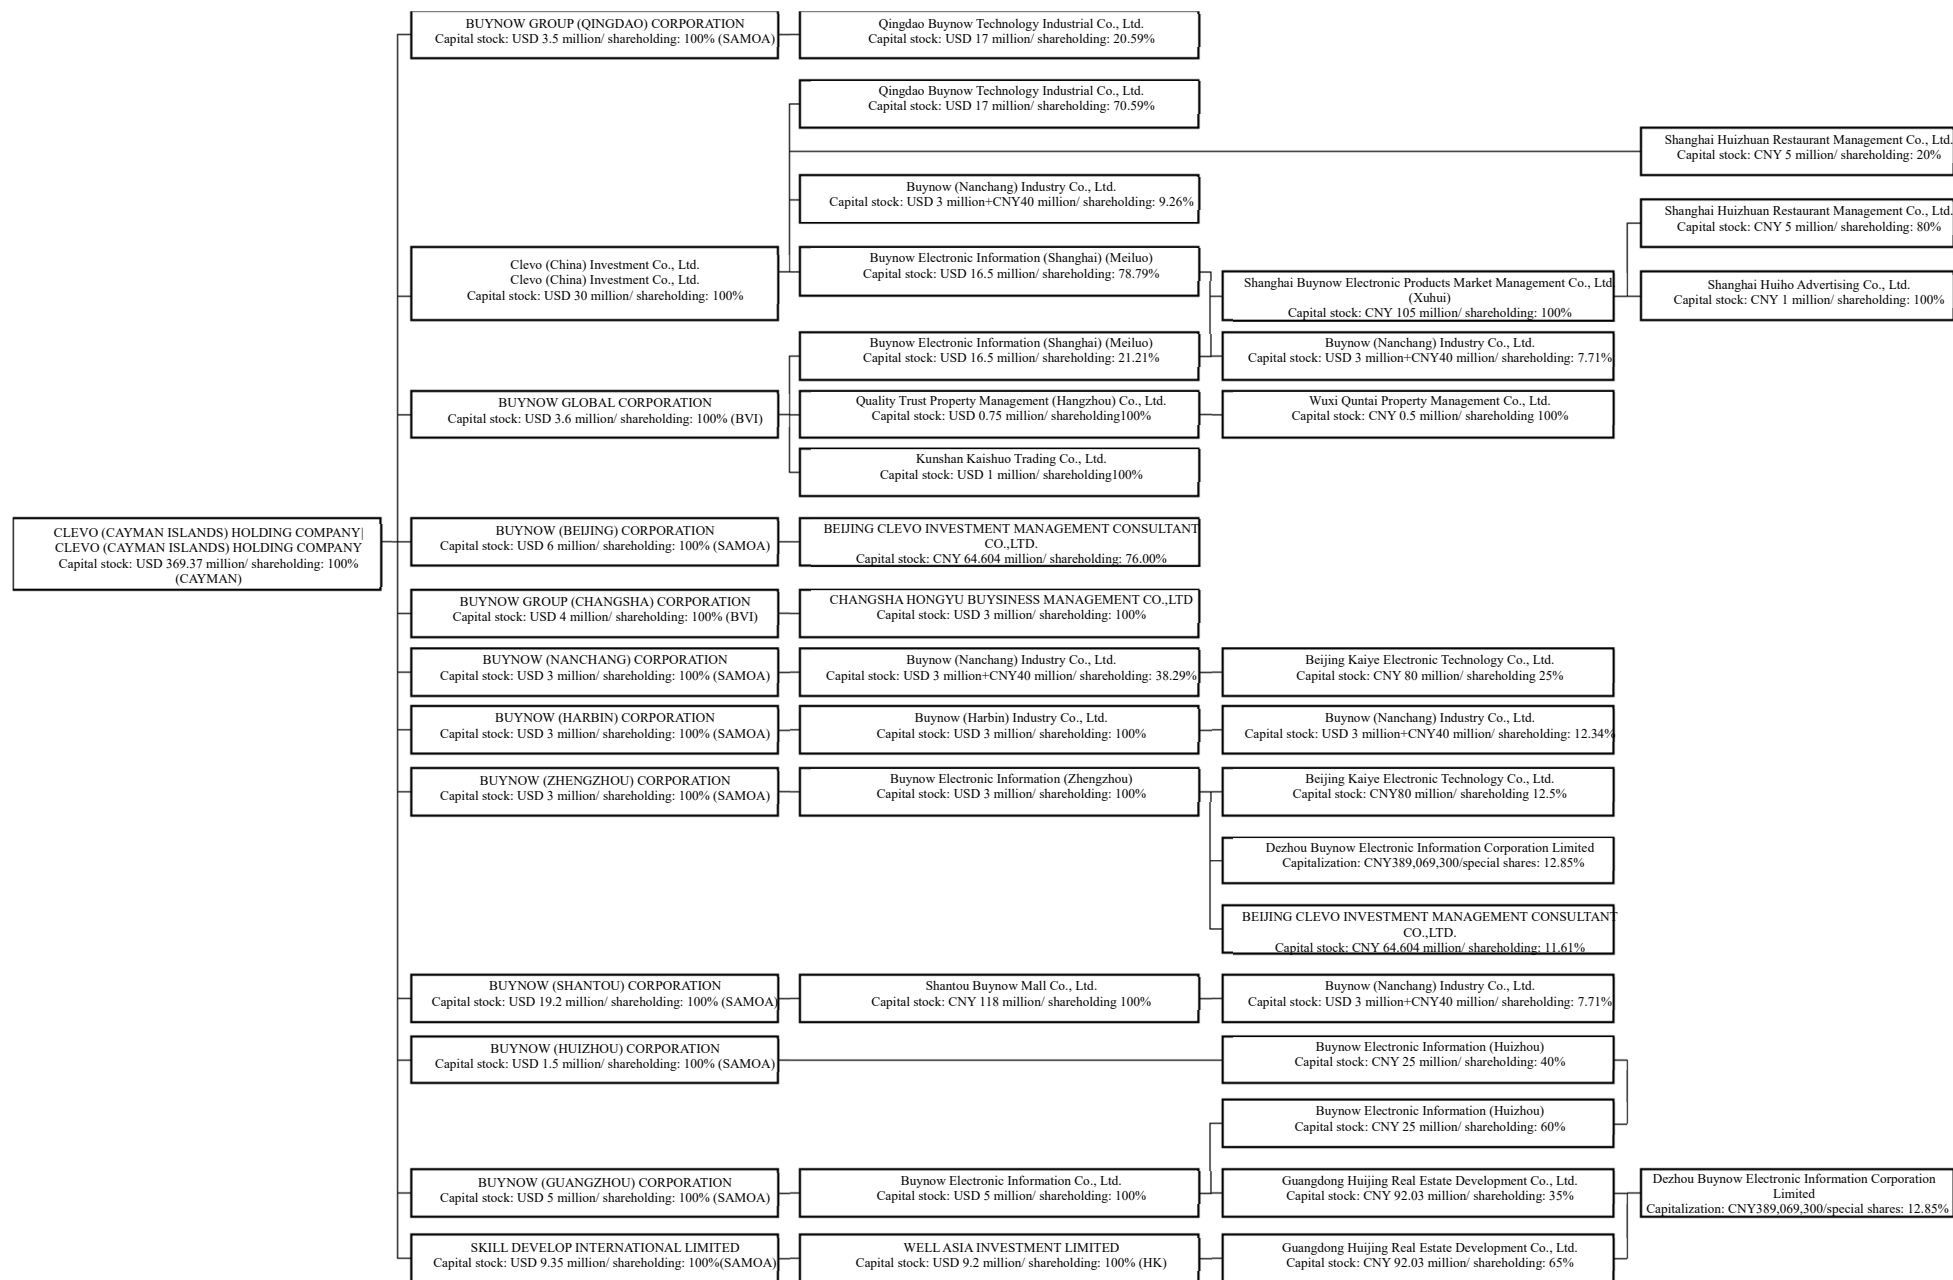 BUYNOW GROUP (QINGDAO) CORPORATION
Capital stock: USD 3.5 million/ shareholding: 100% (SAMOA)
Qingdao Buynow Technology Industrial Co., Ltd.
Capital stock: USD 17 million/ shareholding: 20.59%
Qingdao Buynow Technology Industrial Co., Ltd.
Capital stock: USD 17 million/ shareholding: 70.59%
Shanghai Huizhuan Restaurant Management Co., Ltd.
Capital stock: CNY 5 million/ shareholding: 20%
Buynow (Nanchang) Industry Co., Ltd.
Capital stock: USD 3 million+CNY40 million/ shareholding: 9.26%
Shanghai Huizhuan Restaurant Management Co., Ltd.
Capital stock: CNY 5 million/ shareholding: 80%
Clevo (China) Investment Co., Ltd.
Clevo (China) Investment Co., Ltd.
Capital stock: USD 30 million/ shareholding: 100%
Buynow Electronic Information (Shanghai) (Meiluo)
Capital stock: USD 16.5 million/ shareholding: 78.79%
Shanghai Buynow Electronic Products Market Management Co., Ltd.
(Xuhui)
Capital stock: CNY 105 million/ shareholding: 100%
Shanghai Huiho Advertising Co., Ltd.
Capital stock: CNY 1 million/ shareholding: 100%
Buynow Electronic Information (Shanghai) (Meiluo)
Capital stock: USD 16.5 million/ shareholding: 21.21%
Buynow (Nanchang) Industry Co., Ltd.
Capital stock: USD 3 million+CNY40 million/ shareholding: 7.71%
BUYNOW GLOBAL CORPORATION
Capital stock: USD 3.6 million/ shareholding: 100% (BVI)
Quality Trust Property Management (Hangzhou) Co., Ltd.
Capital stock: USD 0.75 million/ shareholding100%
Wuxi Quntai Property Management Co., Ltd.
Capital stock: CNY 0.5 million/ shareholding 100%
Kunshan Kaishuo Trading Co., Ltd.
Capital stock: USD 1 million/ shareholding100%
CLEVO (CAYMAN ISLANDS) HOLDING COMPANY|
CLEVO (CAYMAN ISLANDS) HOLDING COMPANY
Capital stock: USD 369.37 million/ shareholding: 100%
(CAYMAN)
BUYNOW (BEIJING) CORPORATION
Capital stock: USD 6 million/ shareholding: 100% (SAMOA)
BEIJING CLEVO INVESTMENT MANAGEMENT CONSULTANT
CO.,LTD.
Capital stock: CNY 64.604 million/ shareholding: 76.00%
BUYNOW GROUP (CHANGSHA) CORPORATION
Capital stock: USD 4 million/ shareholding: 100% (BVI)
CHANGSHA HONGYU BUYSINESS MANAGEMENT CO.,LTD
Capital stock: USD 3 million/ shareholding: 100%
BUYNOW (NANCHANG) CORPORATION
Capital stock: USD 3 million/ shareholding: 100% (SAMOA)
Buynow (Nanchang) Industry Co., Ltd.
Capital stock: USD 3 million+CNY40 million/ shareholding: 38.29%
Beijing Kaiye Electronic Technology Co., Ltd.
Capital stock: CNY 80 million/ shareholding 25%
BUYNOW (HARBIN) CORPORATION
Capital stock: USD 3 million/ shareholding: 100% (SAMOA)
Buynow (Harbin) Industry Co., Ltd.
Capital stock: USD 3 million/ shareholding: 100%
Buynow (Nanchang) Industry Co., Ltd.
Capital stock: USD 3 million+CNY40 million/ shareholding: 12.34%
BUYNOW (ZHENGZHOU) CORPORATION
Capital stock: USD 3 million/ shareholding: 100% (SAMOA)
Buynow Electronic Information (Zhengzhou)
Capital stock: USD 3 million/ shareholding: 100%
Beijing Kaiye Electronic Technology Co., Ltd.
Capital stock: CNY80 million/ shareholding 12.5%
Dezhou Buynow Electronic Information Corporation Limited
Capitalization: CNY389,069,300/special shares: 12.85%
BEIJING CLEVO INVESTMENT MANAGEMENT CONSULTANT
CO.,LTD.
Capital stock: CNY 64.604 million/ shareholding: 11.61%
BUYNOW (SHANTOU) CORPORATION
Capital stock: USD 19.2 million/ shareholding: 100% (SAMOA)
Shantou Buynow Mall Co., Ltd.
Capital stock: CNY 118 million/ shareholding 100%
Buynow (Nanchang) Industry Co., Ltd.
Capital stock: USD 3 million+CNY40 million/ shareholding: 7.71%
BUYNOW (HUIZHOU) CORPORATION
Capital stock: USD 1.5 million/ shareholding: 100% (SAMOA)
Buynow Electronic Information (Huizhou)
Capital stock: CNY 25 million/ shareholding: 40%
Buynow Electronic Information (Huizhou)
Capital stock: CNY 25 million/ shareholding: 60%
BUYNOW (GUANGZHOU) CORPORATION
Capital stock: USD 5 million/ shareholding: 100% (SAMOA)
Buynow Electronic Information Co., Ltd.
Capital stock: USD 5 million/ shareholding: 100%
Guangdong Huijing Real Estate Development Co., Ltd.
Capital stock: CNY 92.03 million/ shareholding: 35%
Dezhou Buynow Electronic Information Corporation
Limited
Capitalization: CNY389,069,300/special shares: 12.85%
SKILL DEVELOP INTERNATIONAL LIMITED
Capital stock: USD 9.35 million/ shareholding: 100%(SAMOA)
WELL ASIA INVESTMENT LIMITED
Capital stock: USD 9.2 million/ shareholding: 100% (HK)
Guangdong Huijing Real Estate Development Co., Ltd.
Capital stock: CNY 92.03 million/ shareholding: 65%